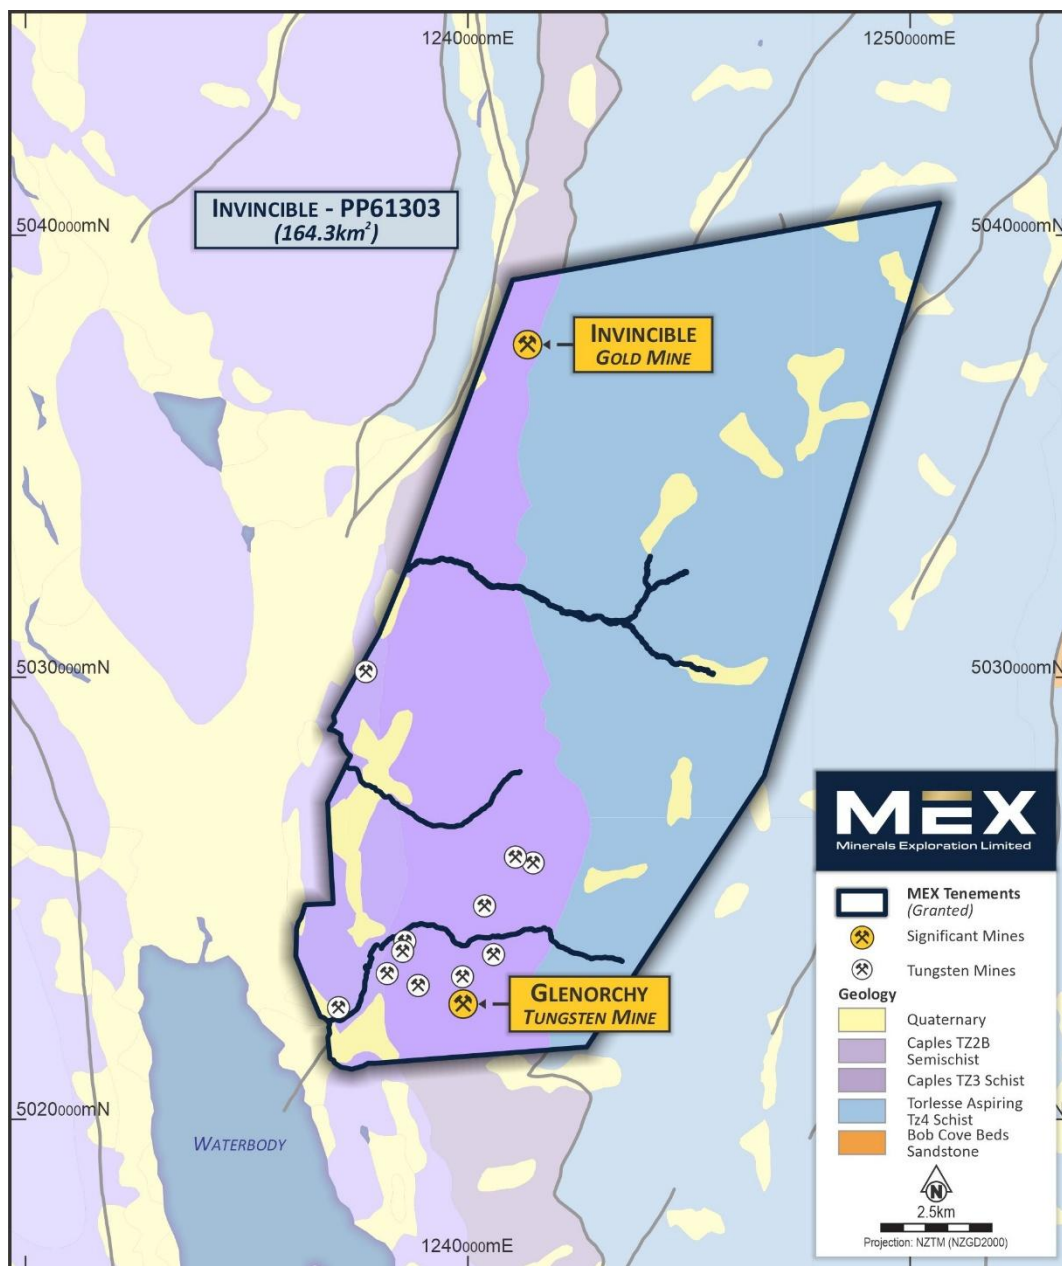 1240000mE
1250000mE
INVINCIBLE - PP61303
(164.3km²)
5040000mN
5040000mN
INVINCIBLE
GOLD MINE
5030000mN
5030000mN
MEX
Minerals Exploration Limited
MEX Tenements
(Granted)
Significant Mines
Tungsten Mines
Geology
Quaternary
Caples TZ2B
Semischist
Caples TZ3 Schist
Torlesse Aspiring
Tz4 Schist
Bob Cove Beds
Sandstone
N
2.5km
Projection: NZTM (NZGD2000)
GLENORCHY
TUNGSTEN MINE
5020000mN
WATERBODY
1240000mE